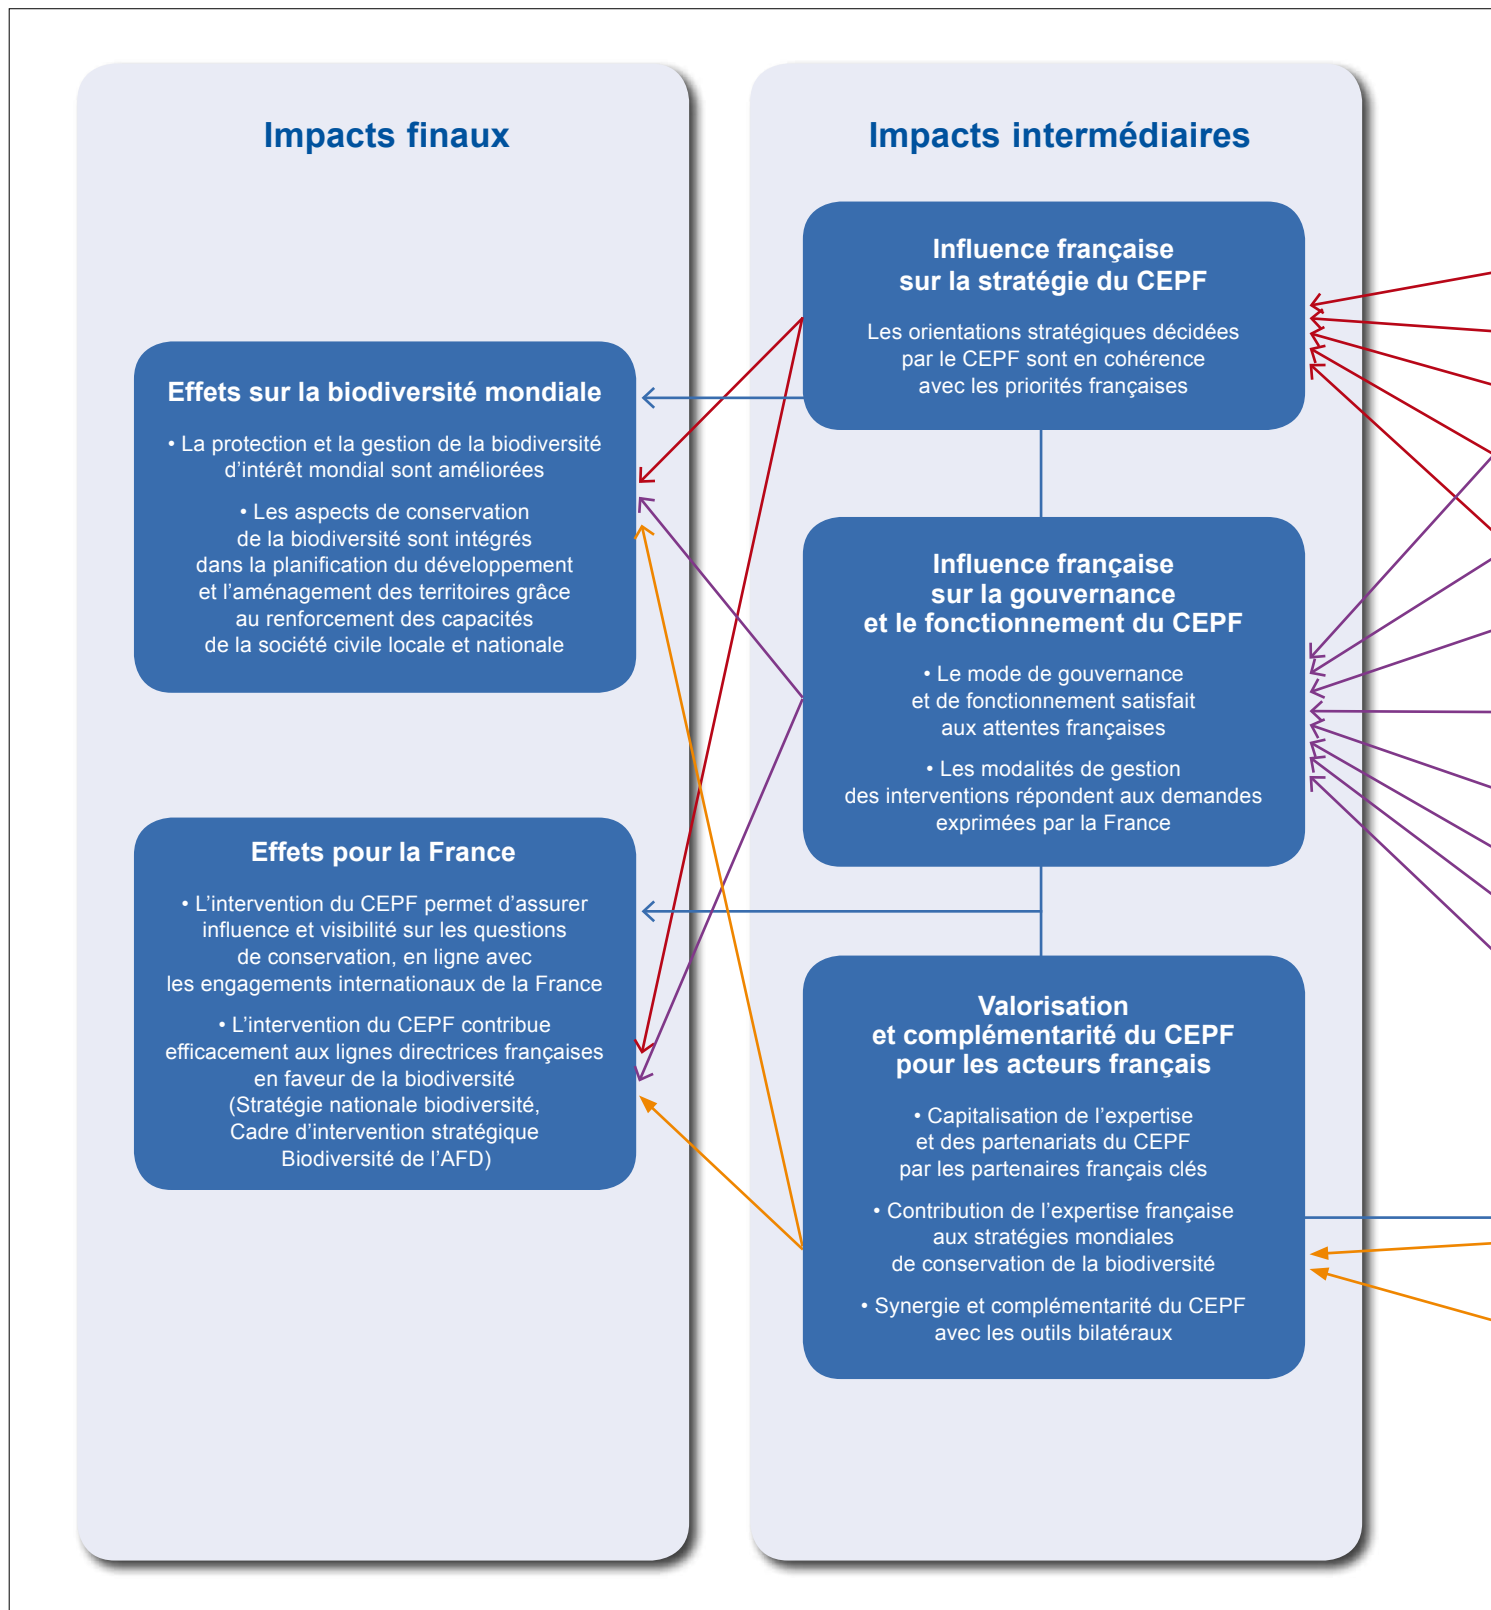 Impacts finaux
Effets sur la biodiversité mondiale
• La protection et la gestion de la biodiversité
d’intérêt mondial sont améliorées
• Les aspects de conservation
de la biodiversité sont intégrés
dans la planification du développement
et l’aménagement des territoires grâce
au renforcement des capacités
de la société civile locale et nationale
Effets pour la France
• L’intervention du CEPF permet d’assurer
influence et visibilité sur les questions
de conservation, en ligne avec
les engagements internationaux de la France
• L’intervention du CEPF contribue
efficacement aux lignes directrices françaises
en faveur de la biodiversité
(Stratégie nationale biodiversité,
Cadre d’intervention stratégique
Biodiversité de l’AFD)
Impacts intermédiaires
Influence française
sur la stratégie du CEPF
Les orientations stratégiques décidées
par le CEPF sont en cohérence
avec les priorités françaises
Influence française
sur la gouvernance
et le fonctionnement du CEPF
• Le mode de gouvernance
et de fonctionnement satisfait
aux attentes françaises
• Les modalités de gestion
des interventions répondent aux demandes
exprimées par la France
Valorisation
et complémentarité du CEPF
pour les acteurs français
• Capitalisation de l’expertise
et des partenariats du CEPF
par les partenaires français clés
• Contribution de l’expertise française
aux stratégies mondiales
de conservation de la biodiversité
• Synergie et complémentarité du CEPF
avec les outils bilatéraux